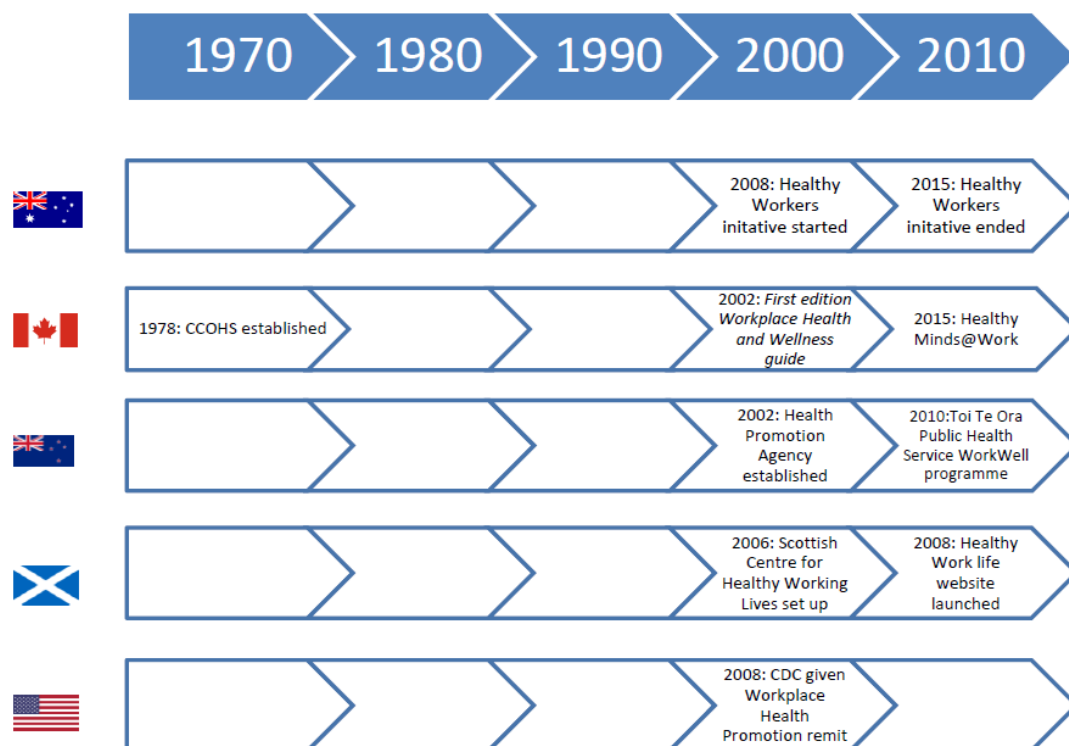 1970
1980
1990
2000
2010
2008: Healthy
Workers
initative started
2015: Healthy
Workers
initative ended
1978: CCOHS established
2002: First edition
Workplace Health
and Wellness
guide
2015: Healthy
Minds@Work
2002: Health
Promotion
Agency
established
2010:Toi Te Ora
Public Health
Service WorkWell
programme
2006: Scottish
Centre for
Healthy Working
Lives set up
2008: Healthy
Work life
website
launched
2008: CDC given
Workplace
Health
Promotion remit